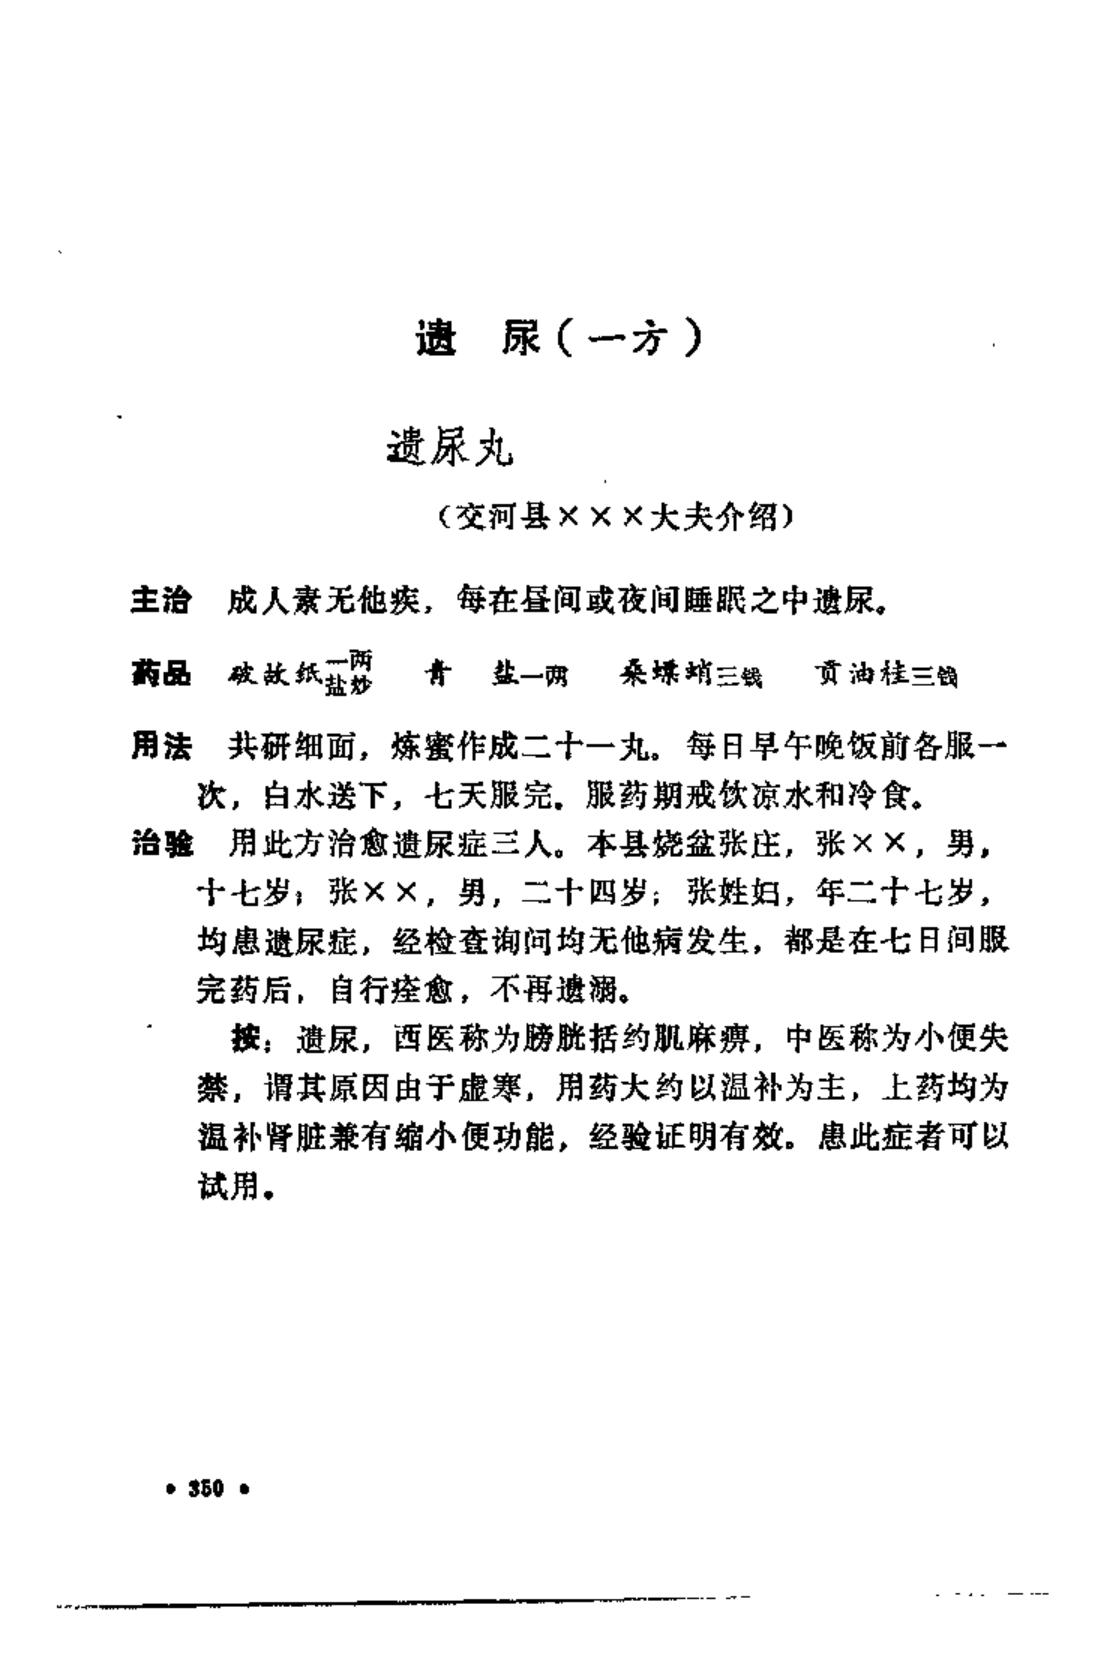 遗　尿（一方）
遗尿丸
（交河县×××大夫介绍）
主治　成人素无他疾，每在昼间或夜间睡眠之中遗尿。
药品　破故纸一两盐炒　青　盐一两　桑螵蛸三钱　贡油桂三钱
用法　共研细面，炼蜜作成二十一丸。每日早午晚饭前各服一
次，白水送下，七天服完。服药期戒饮凉水和冷食。
治验　用此方治愈遗尿症三人。本县烧盆张庄，张××，男，
十七岁；张××，男，二十四岁；张姓妇，年二十七岁，
均患遗尿症，经检查询问均无他病发生，都是在七日间服
完药后，自行痊愈，不再遗溺。
按：遗尿，西医称为膀胱括约肌麻痹，中医称为小便失
禁，谓其原因由于虚寒，用药大约以温补为主，上药均为
温补肾脏兼有缩小便功能，经验证明有效。患此症者可以
试用。
• 350 •